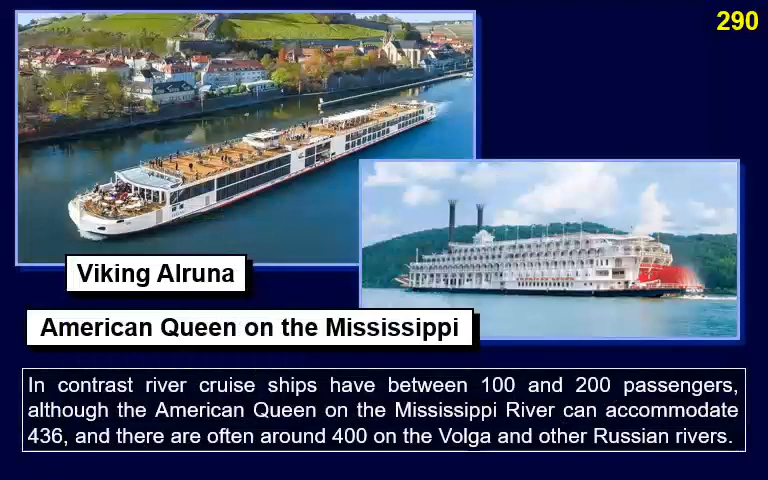 290
Viking Alruna
American Queen on the Mississippi
In contrast river cruise ships have between 100 and 200 passengers,
although the American Queen on the Mississippi River can accommodate
436, and there are often around 400 on the Volga and other Russian rivers.